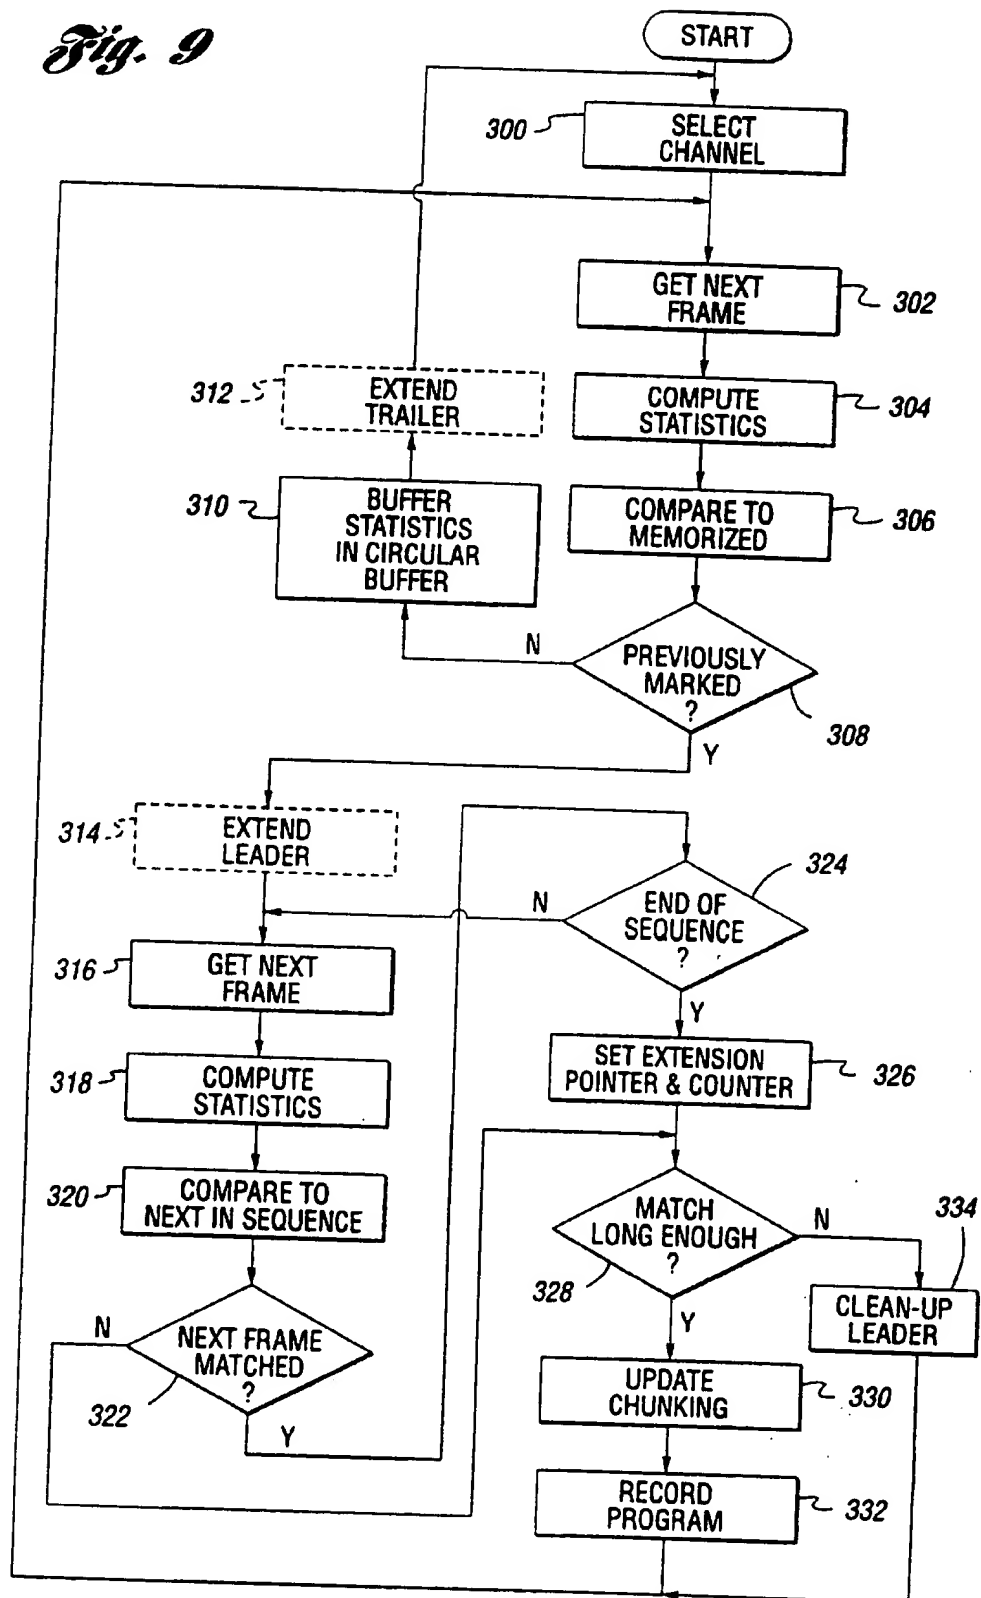 Fig. 9
START
300
SELECT
CHANNEL
GET NEXT
FRAME
302
312
EXTEND
TRAILER
COMPUTE
STATISTICS
304
310
BUFFER
STATISTICS
IN CIRCULAR
BUFFER
COMPARE TO
MEMORIZED
306
N
PREVIOUSLY
MARKED
?
308
Y
314
EXTEND
LEADER
324
N
END OF
SEQUENCE
?
316
GET NEXT
FRAME
Y
SET EXTENSION
POINTER & COUNTER
326
318
COMPUTE
STATISTICS
320
COMPARE TO
NEXT IN SEQUENCE
MATCH
LONG ENOUGH
?
328
N
334
CLEAN-UP
LEADER
N
NEXT FRAME
MATCHED
?
322
Y
Y
UPDATE
CHUNKING
330
RECORD
PROGRAM
332